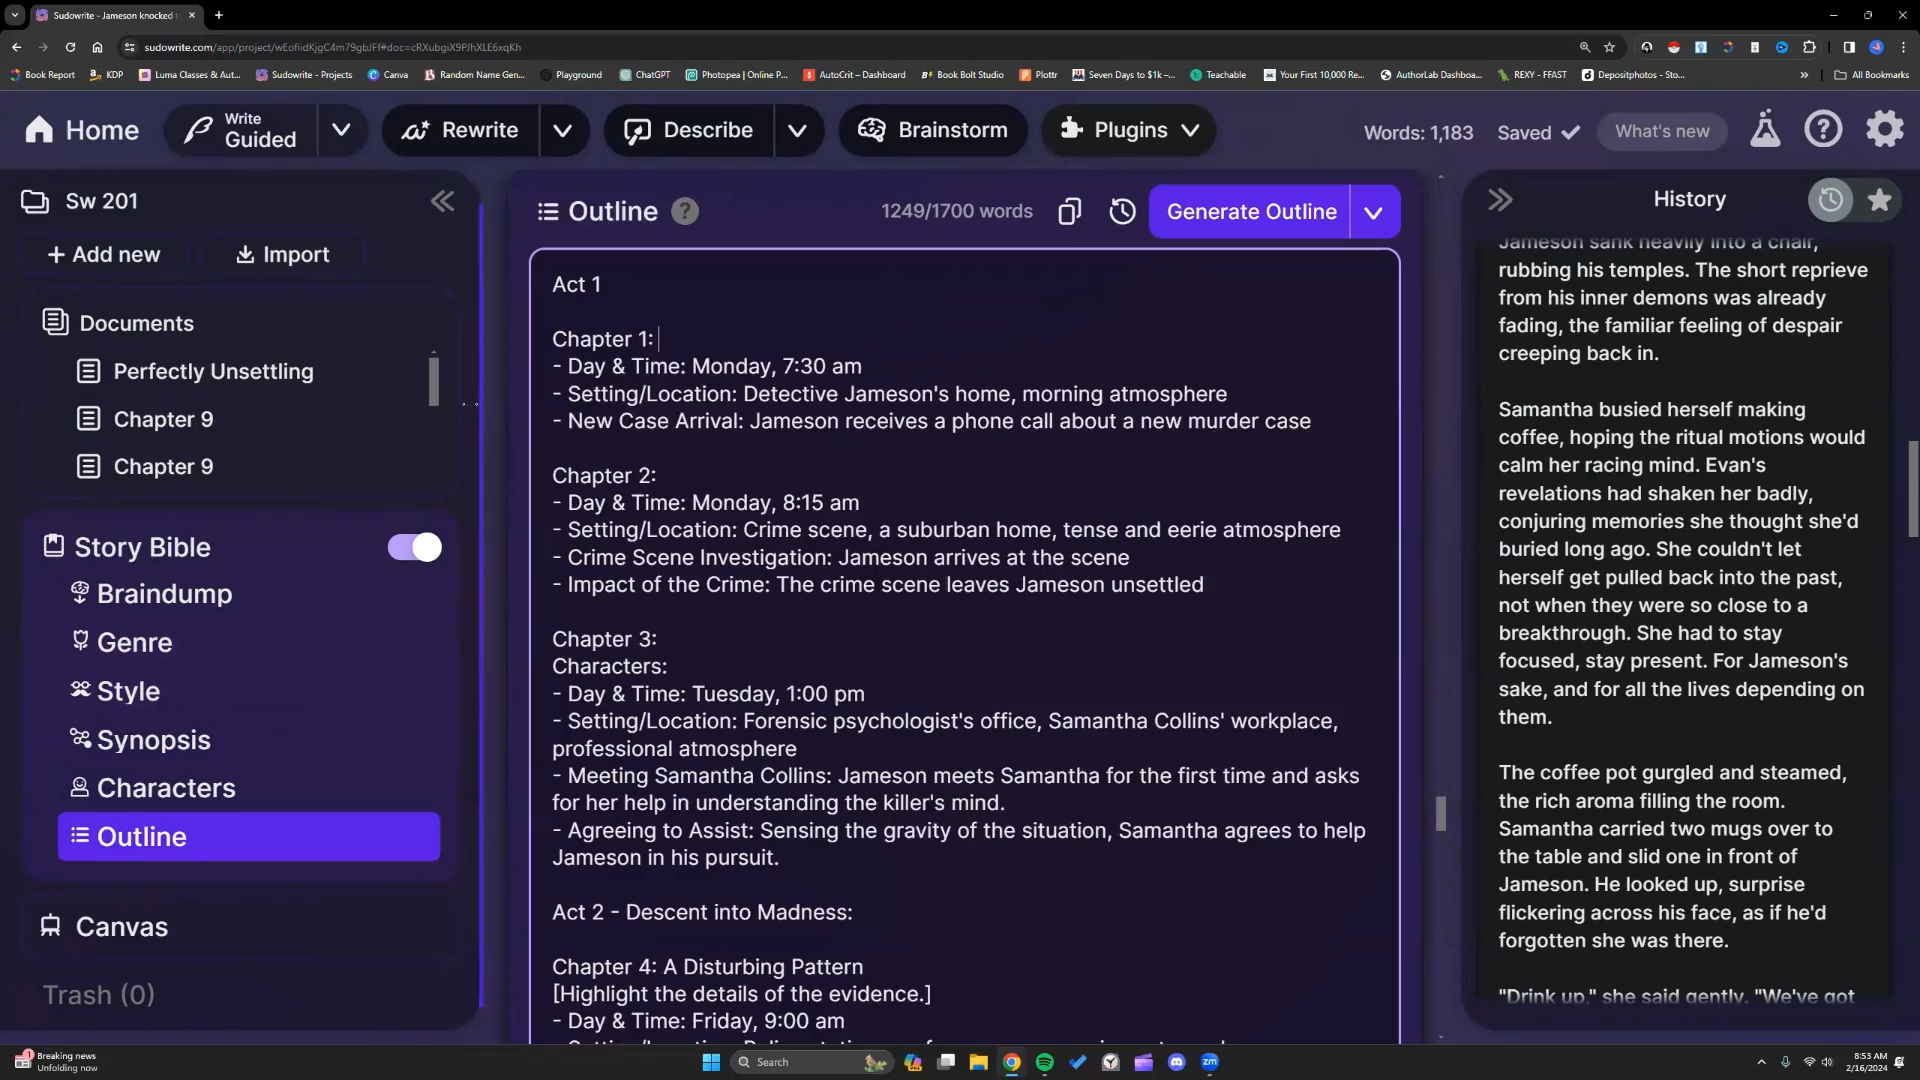 Sudowrite - Jameson knocked t
sudowrite.com/app/project/wEofiidKjgC4m79gbJFf#doc=cRXubgiX9PJhXLE6xqKh
Book Report
KDP
Luma Classes & Aut...
Sudowrite - Projects
Canva
Random Name Gen...
Playground
ChatGPT
Photopea | Online P...
AutoCrit – Dashboard
Book Bolt Studio
Plottr
Seven Days to $1k –...
Teachable
Your First 10,000 Re...
AuthorLab Dashboa...
REXY - FFAST
Depositphotos - Sto...
All Bookmarks
Home
Write
Guided
Rewrite
Describe
Brainstorm
Plugins
Words: 1,183
Saved
What's new
Sw 201
+ Add new
Import
Documents
Perfectly Unsettling
Chapter 9
Chapter 9
Story Bible
Braindump
Genre
Style
Synopsis
Characters
Outline
Canvas
Trash (0)
Outline
1249/1700 words
Generate Outline
Act 1
Chapter 1:
- Day & Time: Monday, 7:30 am
- Setting/Location: Detective Jameson's home, morning atmosphere
- New Case Arrival: Jameson receives a phone call about a new murder case
Chapter 2:
- Day & Time: Monday, 8:15 am
- Setting/Location: Crime scene, a suburban home, tense and eerie atmosphere
- Crime Scene Investigation: Jameson arrives at the scene
- Impact of the Crime: The crime scene leaves Jameson unsettled
Chapter 3:
Characters:
- Day & Time: Tuesday, 1:00 pm
- Setting/Location: Forensic psychologist's office, Samantha Collins' workplace,
professional atmosphere
- Meeting Samantha Collins: Jameson meets Samantha for the first time and asks
for her help in understanding the killer's mind.
- Agreeing to Assist: Sensing the gravity of the situation, Samantha agrees to help
Jameson in his pursuit.
Act 2 - Descent into Madness:
Chapter 4: A Disturbing Pattern
[Highlight the details of the evidence.]
- Day & Time: Friday, 9:00 am
History
Jameson sank heavily into a chair,
rubbing his temples. The short reprieve
from his inner demons was already
fading, the familiar feeling of despair
creeping back in.
Samantha busied herself making
coffee, hoping the ritual motions would
calm her racing mind. Evan's
revelations had shaken her badly,
conjuring memories she thought she'd
buried long ago. She couldn't let
herself get pulled back into the past,
not when they were so close to a
breakthrough. She had to stay
focused, stay present. For Jameson's
sake, and for all the lives depending on
them.
The coffee pot gurgled and steamed,
the rich aroma filling the room.
Samantha carried two mugs over to
the table and slid one in front of
Jameson. He looked up, surprise
flickering across his face, as if he'd
forgotten she was there.
"Drink up," she said gently. "We've got
Breaking news
Unfolding now
Search
8:53 AM
2/16/2024